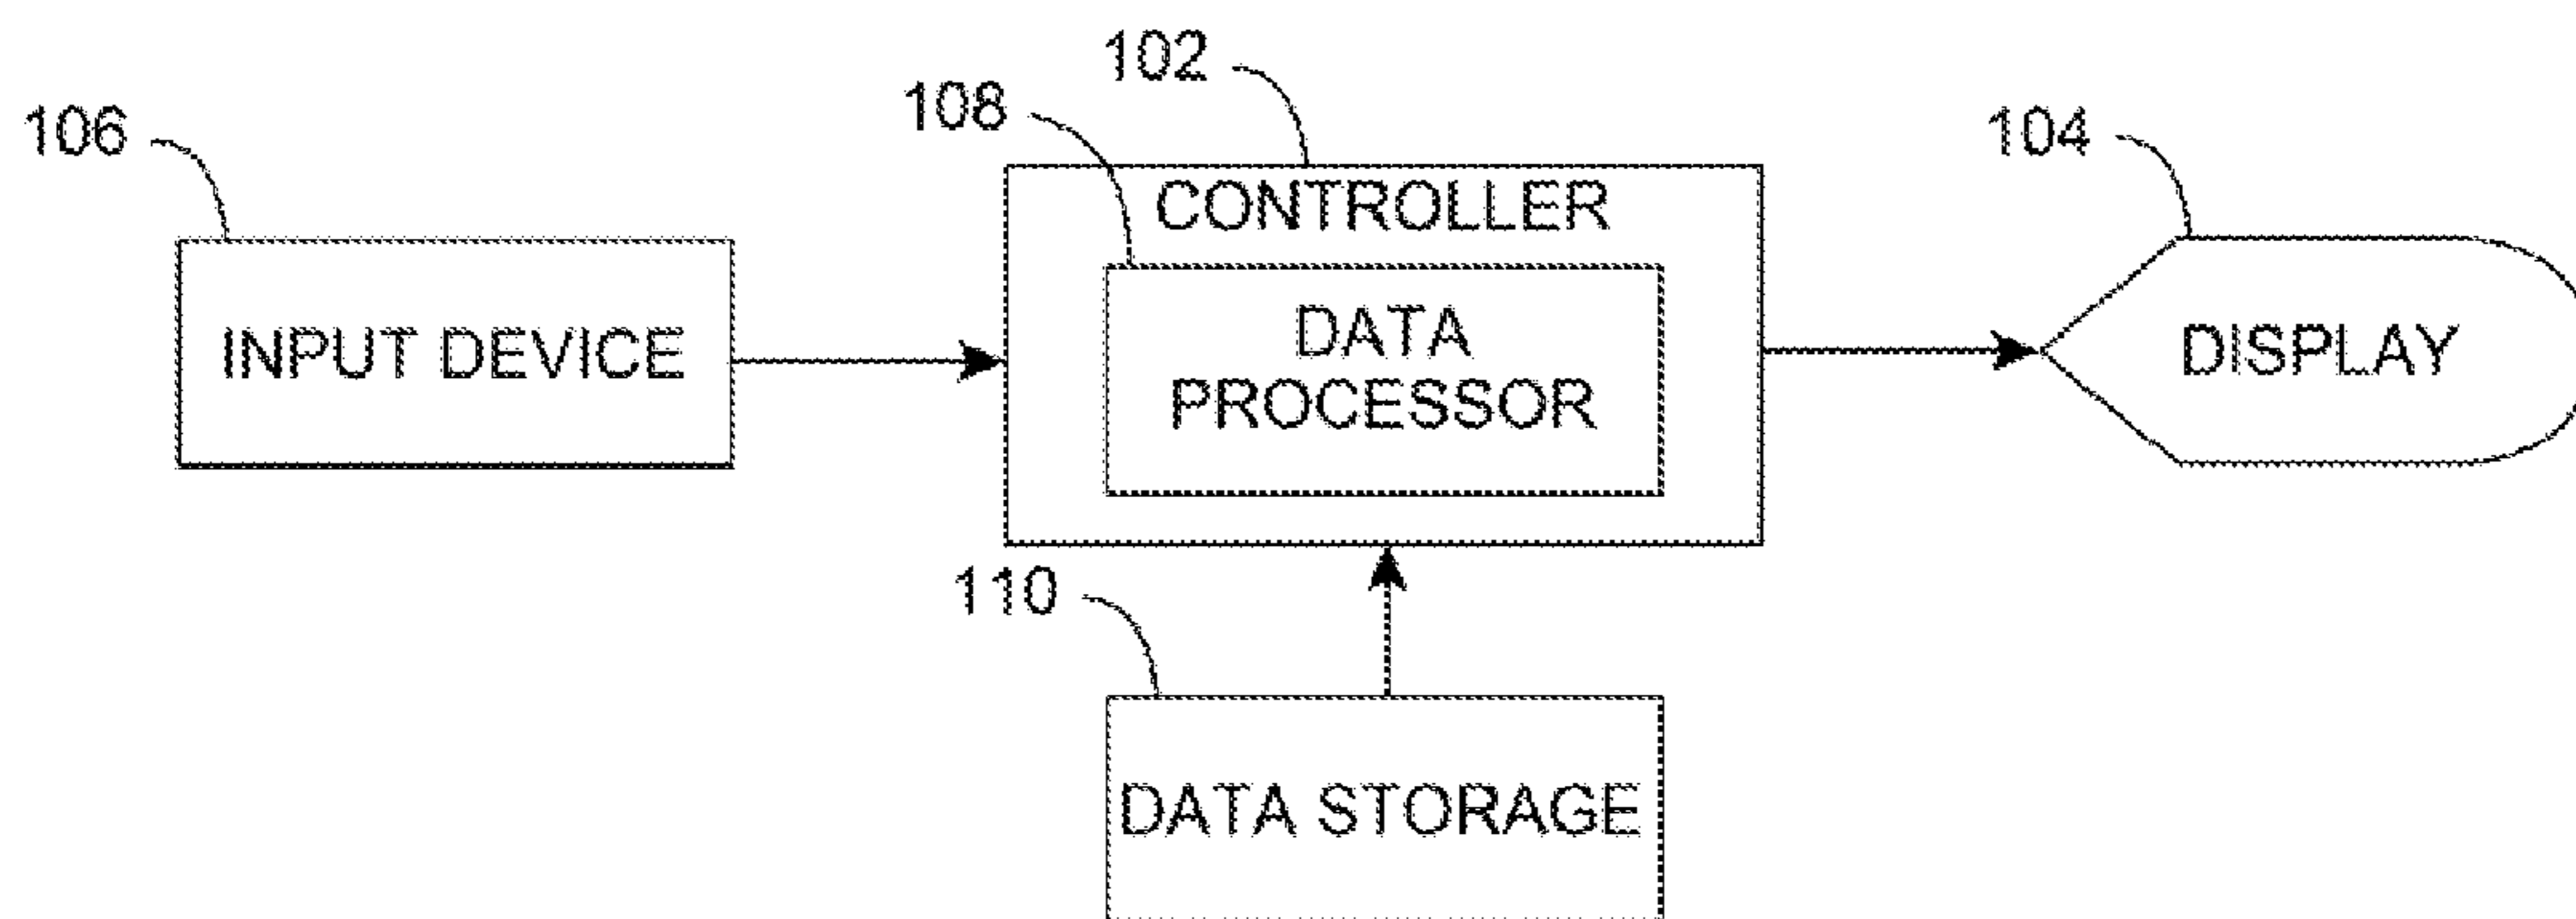 102
108
106
104
CONTROLLER
DATA
PROCESSOR
INPUT DEVICE
DISPLAY
110
DATA STORAGE